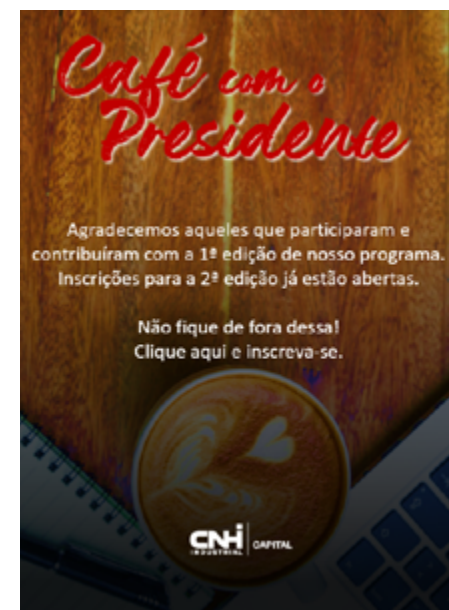 Café com o
Presidente
Agradecemos aqueles que participaram e
contribuíram com a 1ª edição de nosso programa.
Inscrições para a 2ª edição já estão abertas.
Não fique de fora dessa!
Clique aqui e inscreva-se.
CNH | CAPITAL
INDUSTRIAL